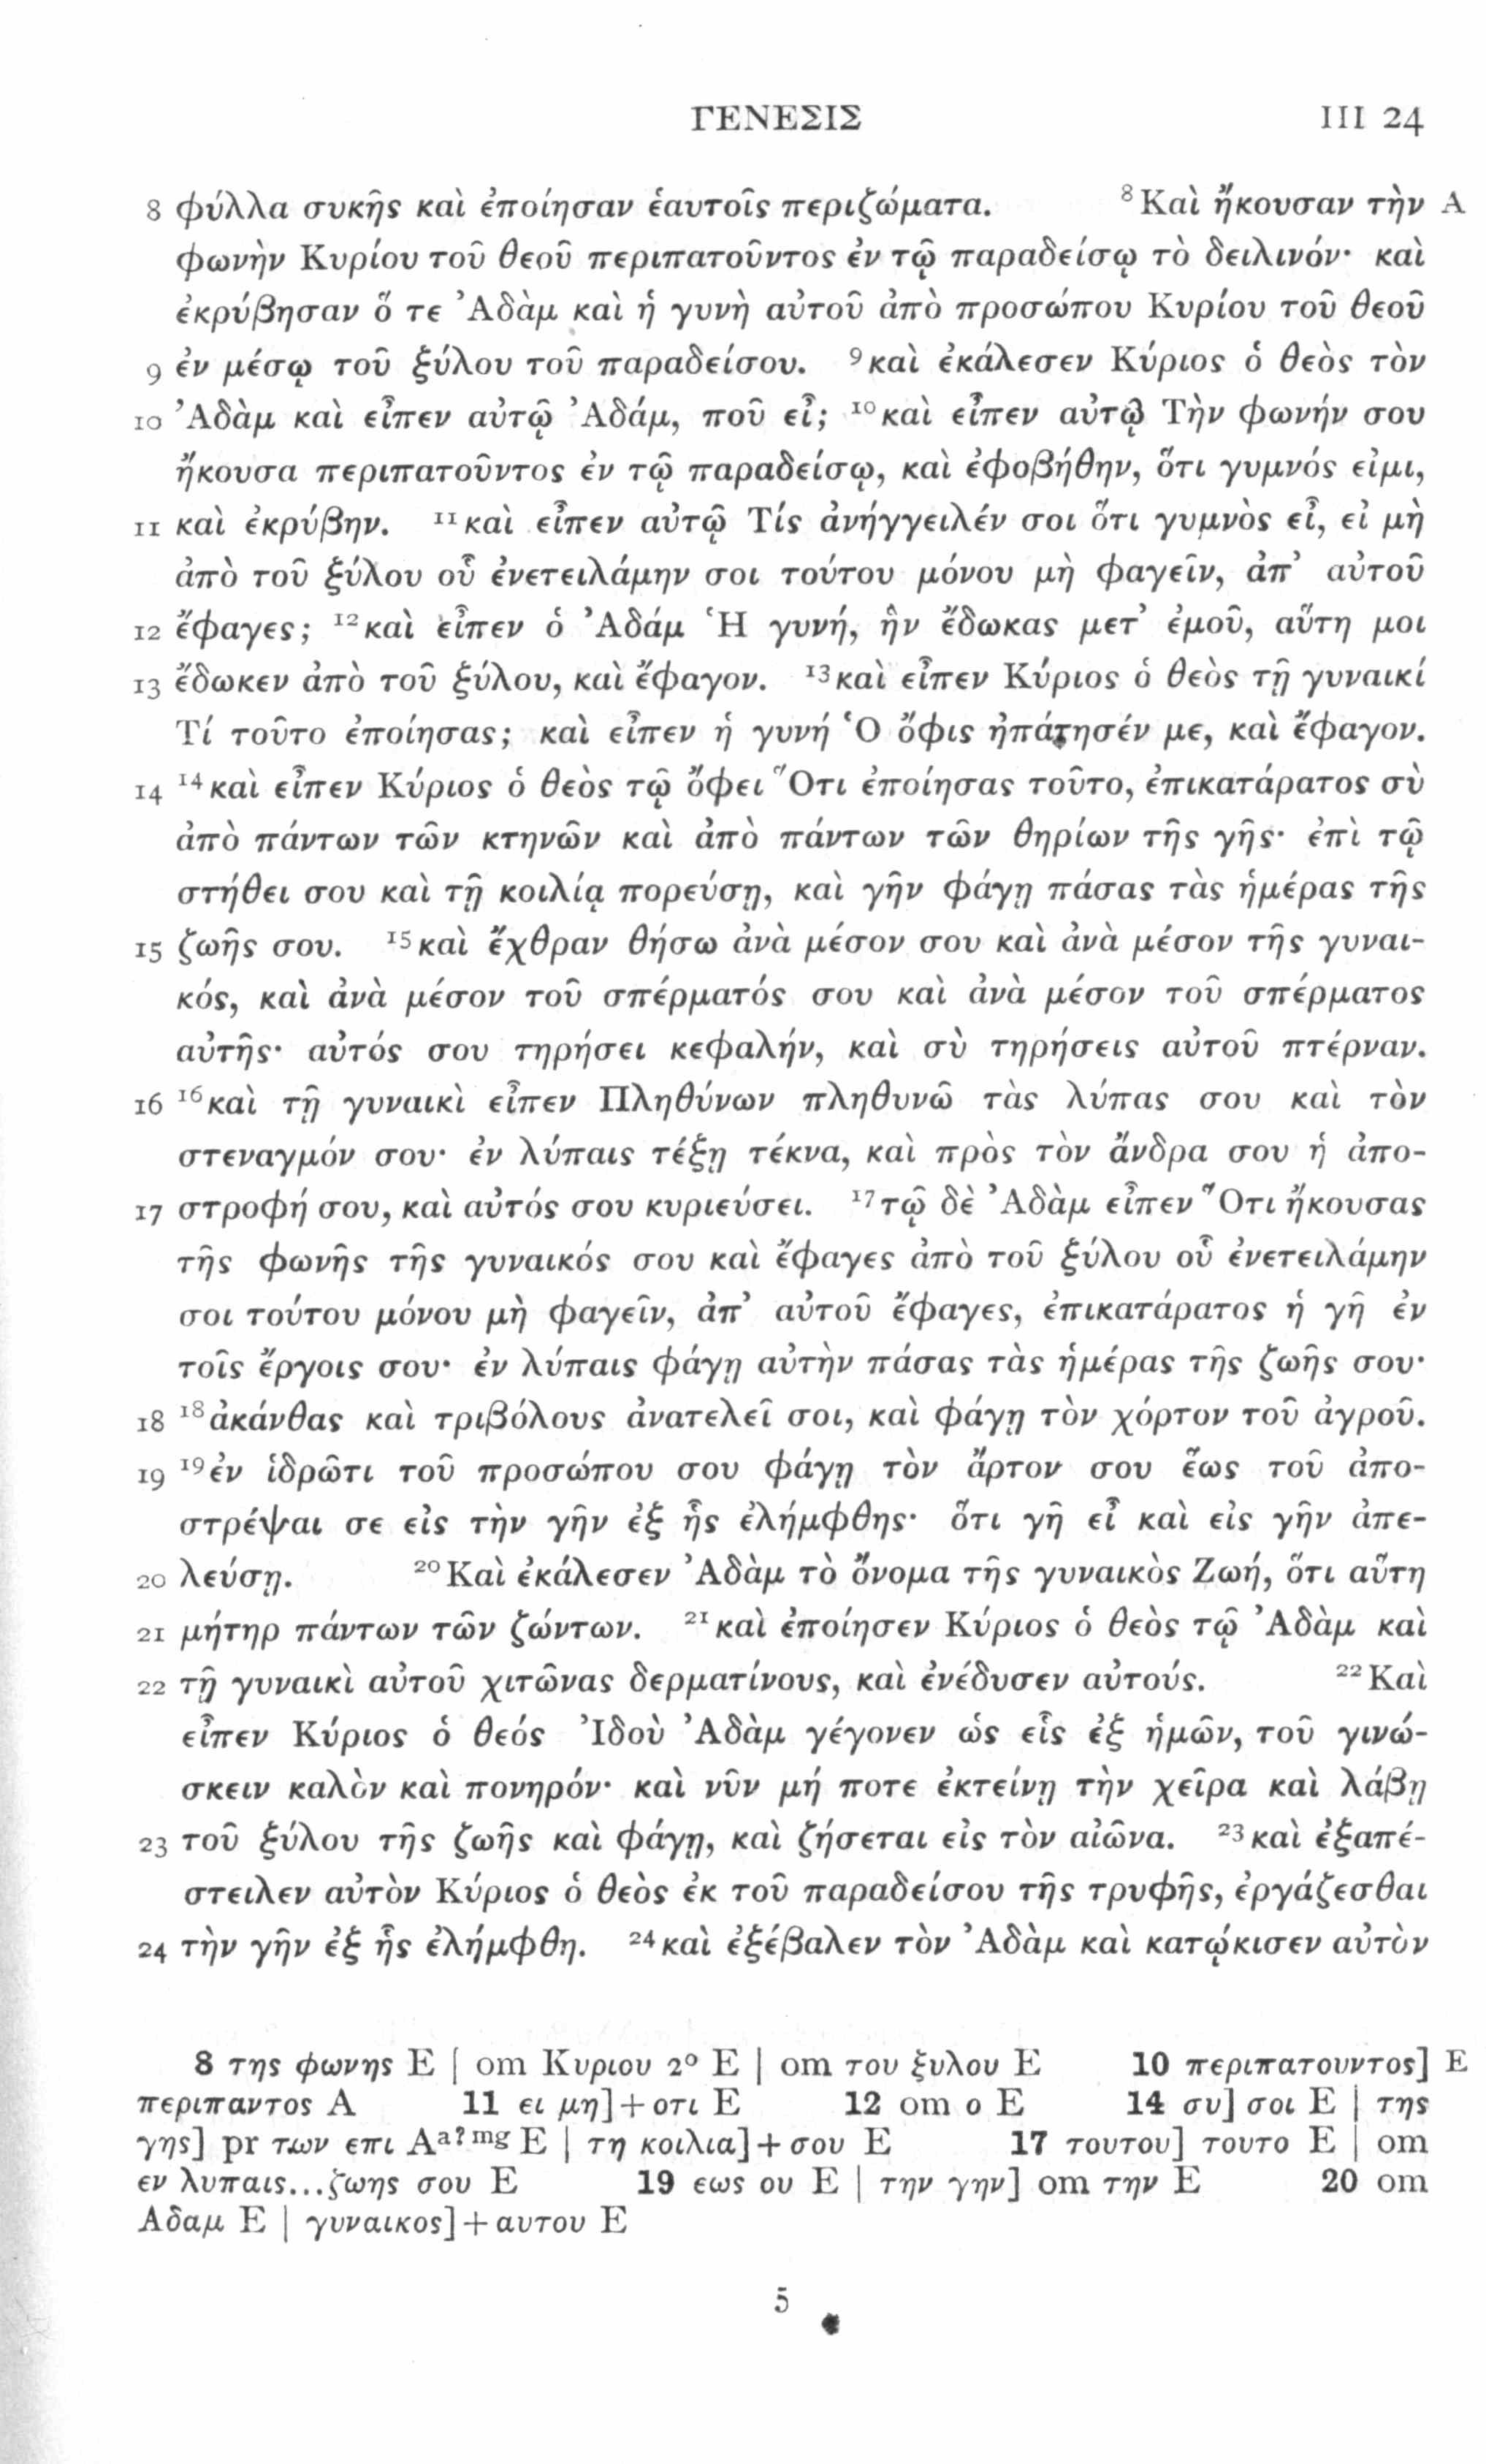 ΓΕΝΕΣΙΣ III 24
8 φύλλα συκῆς καὶ ἐποίησαν ἑαυτοῖς περιζώματα. ⁸Καὶ ἤκουσαν τὴν A
φωνὴν Κυρίου τοῦ θεοῦ περιπατοῦντος ἐν τῷ παραδείσῳ τὸ δειλινόν· καὶ
ἐκρύβησαν ὅ τε Ἀδὰμ καὶ ἡ γυνὴ αὐτοῦ ἀπὸ προσώπου Κυρίου τοῦ θεοῦ
9 ἐν μέσῳ τοῦ ξύλου τοῦ παραδείσου. ⁹καὶ ἐκάλεσεν Κύριος ὁ θεὸς τὸν
10 Ἀδὰμ καὶ εἶπεν αὐτῷ Ἀδάμ, ποῦ εἶ; ¹⁰καὶ εἶπεν αὐτῷ Τὴν φωνήν σου
ἤκουσα περιπατοῦντος ἐν τῷ παραδείσῳ, καὶ ἐφοβήθην, ὅτι γυμνός εἰμι,
11 καὶ ἐκρύβην. ¹¹καὶ εἶπεν αὐτῷ Τίς ἀνήγγειλέν σοι ὅτι γυμνὸς εἶ, εἰ μὴ
ἀπὸ τοῦ ξύλου οὗ ἐνετειλάμην σοι τούτου μόνου μὴ φαγεῖν, ἀπ’ αὐτοῦ
12 ἔφαγες; ¹²καὶ εἶπεν ὁ Ἀδάμ Ἡ γυνή, ἣν ἔδωκας μετ’ ἐμοῦ, αὕτη μοι
13 ἔδωκεν ἀπὸ τοῦ ξύλου, καὶ ἔφαγον. ¹³καὶ εἶπεν Κύριος ὁ θεὸς τῇ γυναικί
Τί τοῦτο ἐποίησας; καὶ εἶπεν ἡ γυνή Ὁ ὄφις ἠπάτησέν με, καὶ ἔφαγον.
14 ¹⁴καὶ εἶπεν Κύριος ὁ θεὸς τῷ ὄφει Ὅτι ἐποίησας τοῦτο, ἐπικατάρατος σὺ
ἀπὸ πάντων τῶν κτηνῶν καὶ ἀπὸ πάντων τῶν θηρίων τῆς γῆς· ἐπὶ τῷ
στήθει σου καὶ τῇ κοιλίᾳ πορεύσῃ, καὶ γῆν φάγῃ πάσας τὰς ἡμέρας τῆς
15 ζωῆς σου. ¹⁵καὶ ἔχθραν θήσω ἀνὰ μέσον σου καὶ ἀνὰ μέσον τῆς γυναι-
κός, καὶ ἀνὰ μέσον τοῦ σπέρματός σου καὶ ἀνὰ μέσον τοῦ σπέρματος
αὐτῆς· αὐτός σου τηρήσει κεφαλήν, καὶ σὺ τηρήσεις αὐτοῦ πτέρναν.
16 ¹⁶καὶ τῇ γυναικὶ εἶπεν Πληθύνων πληθυνῶ τὰς λύπας σου καὶ τὸν
στεναγμόν σου· ἐν λύπαις τέξῃ τέκνα, καὶ πρὸς τὸν ἄνδρα σου ἡ ἀπο-
17 στροφή σου, καὶ αὐτός σου κυριεύσει. ¹⁷τῷ δὲ Ἀδὰμ εἶπεν Ὅτι ἤκουσας
τῆς φωνῆς τῆς γυναικός σου καὶ ἔφαγες ἀπὸ τοῦ ξύλου οὗ ἐνετειλάμην
σοι τούτου μόνου μὴ φαγεῖν, ἀπ’ αὐτοῦ ἔφαγες, ἐπικατάρατος ἡ γῆ ἐν
τοῖς ἔργοις σου· ἐν λύπαις φάγῃ αὐτὴν πάσας τὰς ἡμέρας τῆς ζωῆς σου·
18 ¹⁸ἀκάνθας καὶ τριβόλους ἀνατελεῖ σοι, καὶ φάγῃ τὸν χόρτον τοῦ ἀγροῦ.
19 ¹⁹ἐν ἱδρῶτι τοῦ προσώπου σου φάγῃ τὸν ἄρτον σου ἕως τοῦ ἀπο-
στρέψαι σε εἰς τὴν γῆν ἐξ ἧς ἐλήμφθης· ὅτι γῆ εἶ καὶ εἰς γῆν ἀπε-
20 λεύσῃ. ²⁰Καὶ ἐκάλεσεν Ἀδὰμ τὸ ὄνομα τῆς γυναικὸς Ζωή, ὅτι αὕτη
21 μήτηρ πάντων τῶν ζώντων. ²¹καὶ ἐποίησεν Κύριος ὁ θεὸς τῷ Ἀδὰμ καὶ
22 τῇ γυναικὶ αὐτοῦ χιτῶνας δερματίνους, καὶ ἐνέδυσεν αὐτούς. ²²Καὶ
εἶπεν Κύριος ὁ θεός Ἰδοὺ Ἀδὰμ γέγονεν ὡς εἷς ἐξ ἡμῶν, τοῦ γινώ-
σκειν καλὸν καὶ πονηρόν· καὶ νῦν μή ποτε ἐκτείνῃ τὴν χεῖρα καὶ λάβῃ
23 τοῦ ξύλου τῆς ζωῆς καὶ φάγῃ, καὶ ζήσεται εἰς τὸν αἰῶνα. ²³καὶ ἐξαπέ-
στειλεν αὐτὸν Κύριος ὁ θεὸς ἐκ τοῦ παραδείσου τῆς τρυφῆς, ἐργάζεσθαι
24 τὴν γῆν ἐξ ἧς ἐλήμφθη. ²⁴καὶ ἐξέβαλεν τὸν Ἀδὰμ καὶ κατῴκισεν αὐτὸν
8 της φωνης E | om Κυριου 2° E | om του ξυλου E 10 περιπατουντος] E
περιπαντος A 11 ει μη]+οτι E 12 om ο E 14 συ] σοι E | της
γης] pr των επι Aᵃ?ᵐᵍ E | τη κοιλια]+σου E 17 τουτου] τουτο E | om
εν λυπαις...ζωης σου E 19 εως ου E | την γην] om την E 20 om
Αδαμ E | γυναικος]+αυτου E
5